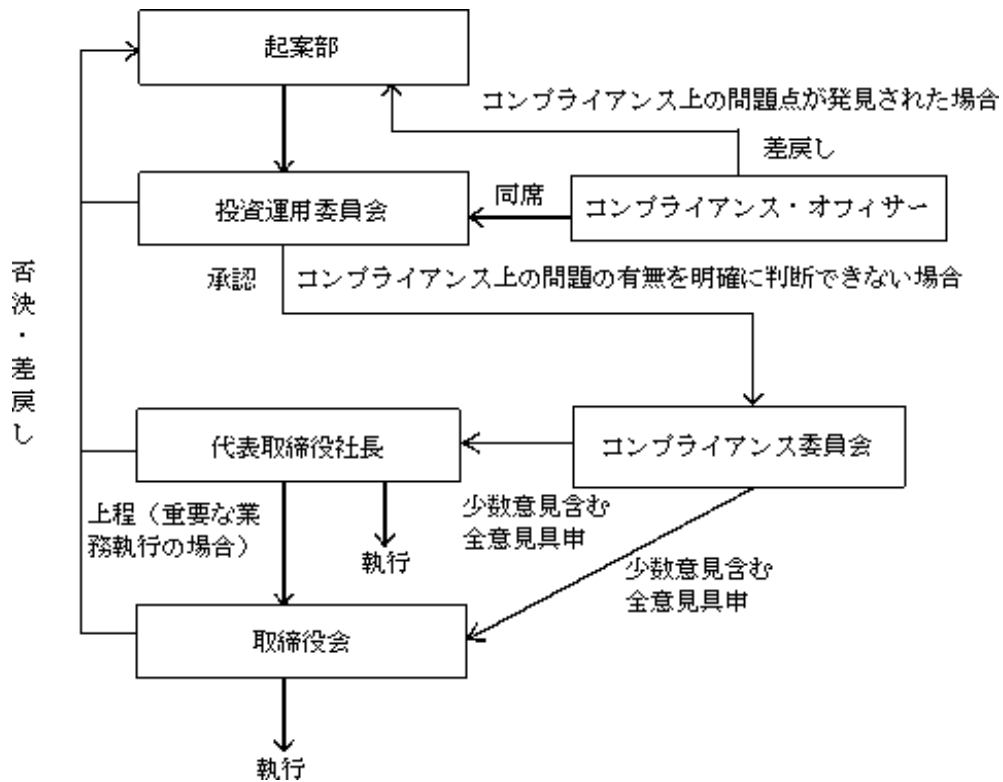 起案部
コンプライアンス上の問題点が発見された場合
差戻し
投資運用委員会
同席
コンプライアンス・オフィサー
承認
コンプライアンス上の問題の有無を明確に判断できない場合
否決・差戻し
代表取締役社長
コンプライアンス委員会
上程（重要な業
務執行の場合）
執行
少数意見含む
全意見具申
少数意見含む
全意見具申
取締役会
執行